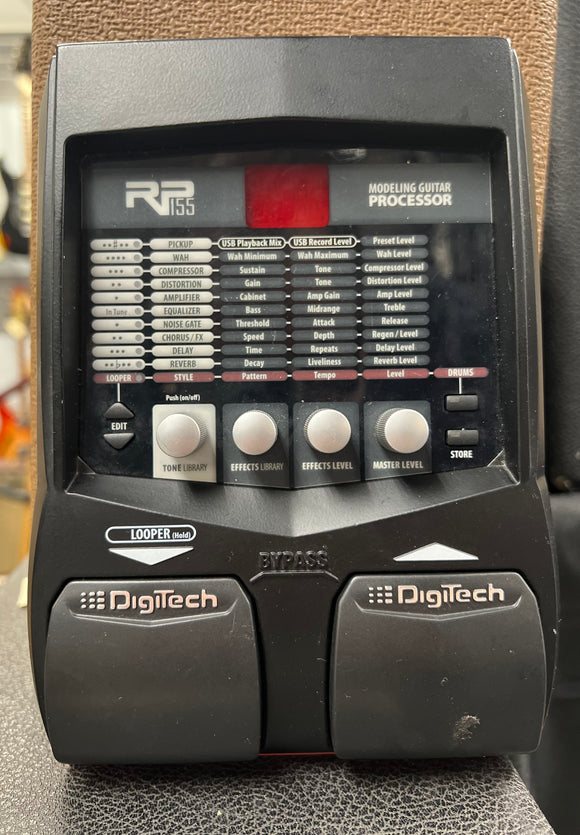 RP155
MODELING GUITAR
PROCESSOR
PICKUP USB Playback Mix USB Record Level Preset Level
WAH Wah Minimum Wah Maximum Wah Level
COMPRESSOR Sustain Tone Compressor Level
DISTORTION Gain Tone Distortion Level
AMPLIFIER Cabinet Amp Gain Amp Level
In Tune EQUALIZER Bass Midrange Treble
NOISE GATE Threshold Attack Release
CHORUS / FX Speed Depth Regen / Level
DELAY Time Repeats Delay Level
REVERB Decay Liveliness Reverb Level
LOOPER STYLE Pattern Tempo Level DRUMS
Push (on/off)
EDIT
STORE
TONE LIBRARY EFFECTS LIBRARY EFFECTS LEVEL MASTER LEVEL
LOOPER (Hold)
BYPASS
DigiTech DigiTech